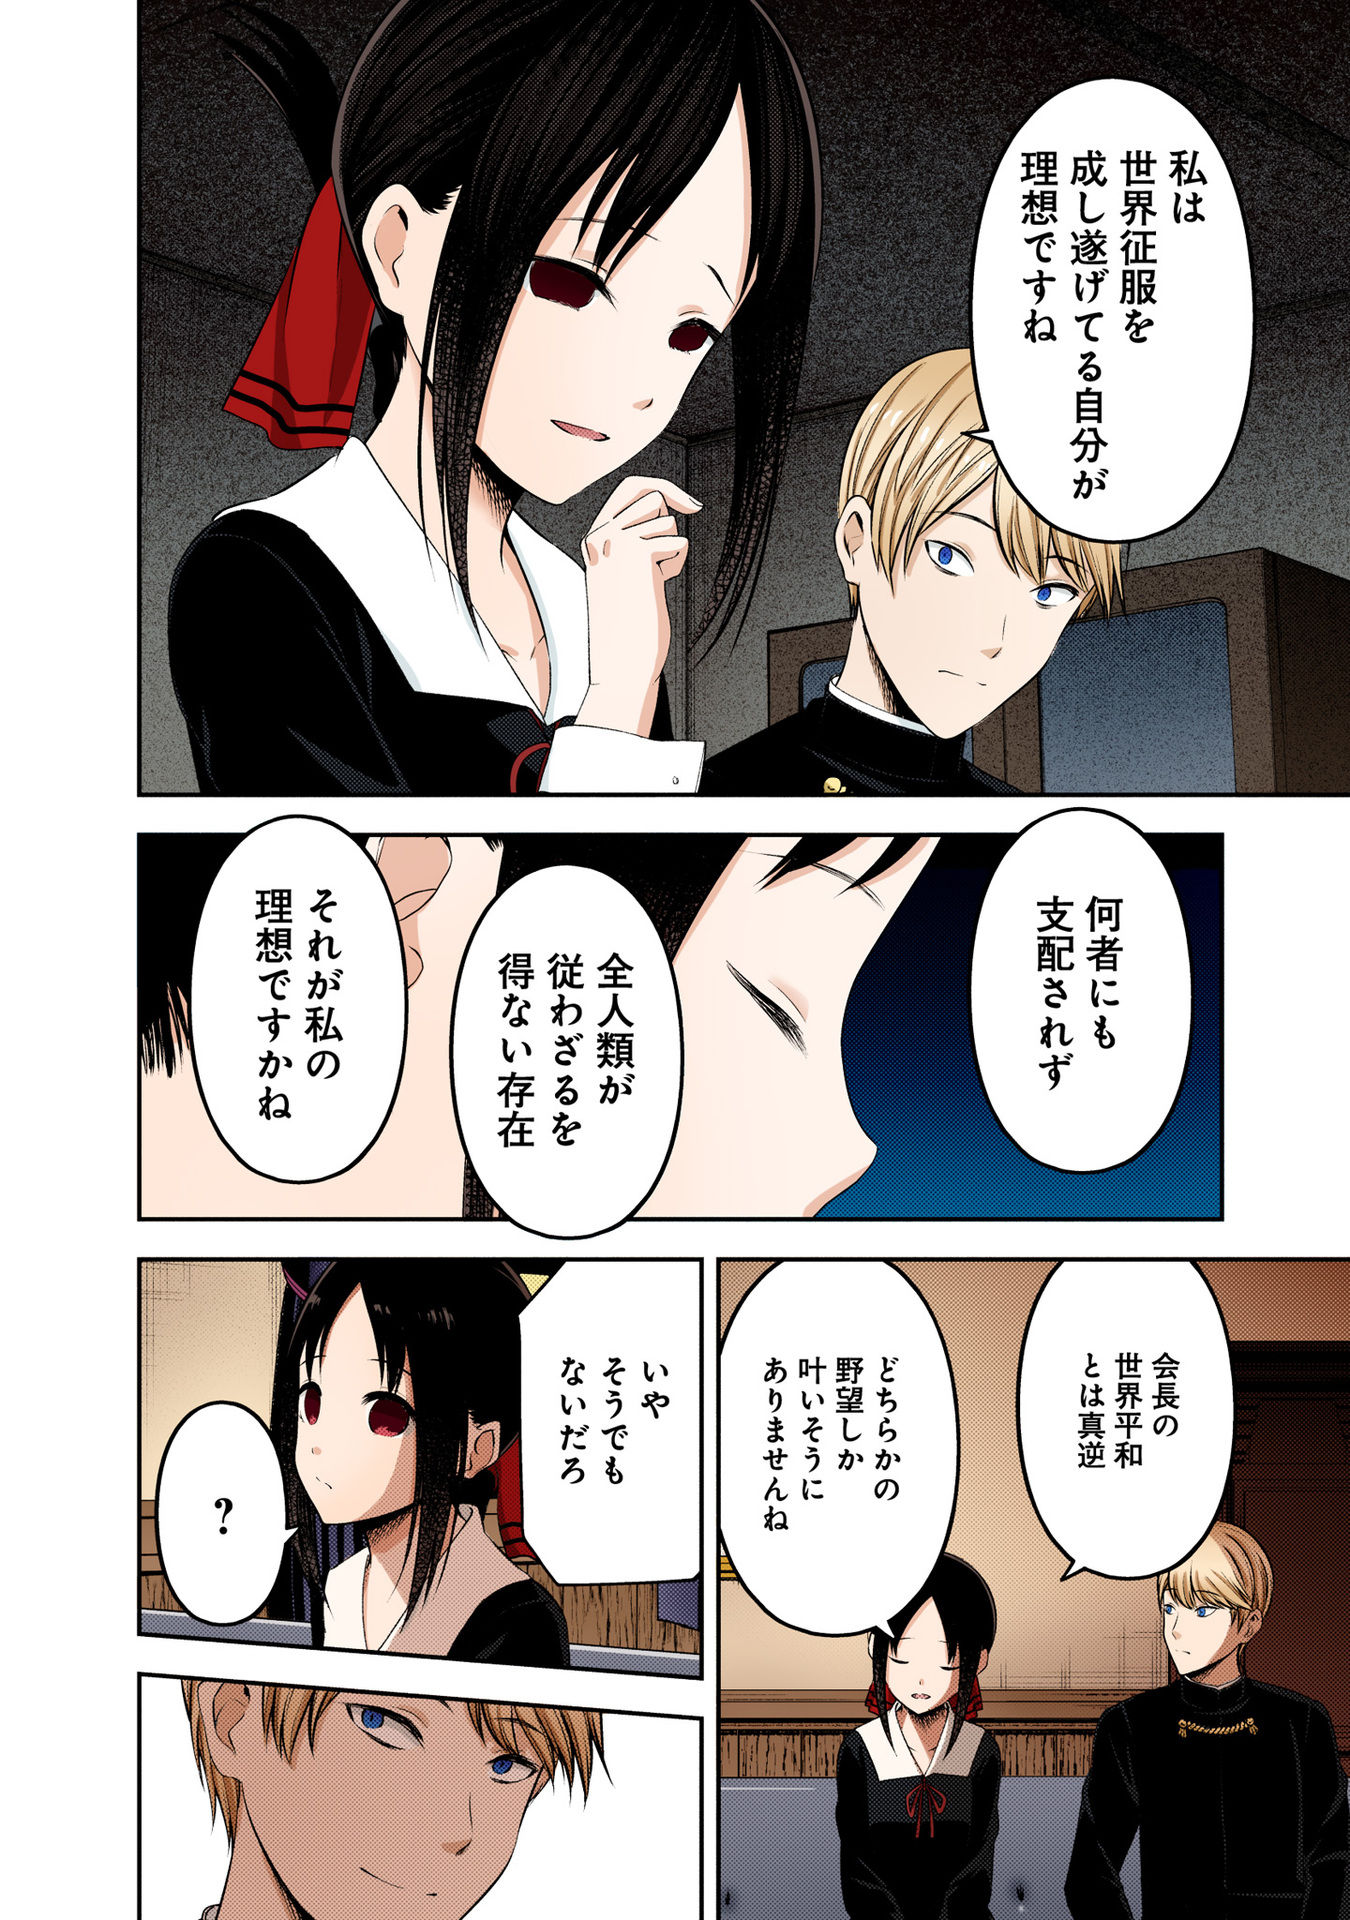 私は
世界征服を
成し遂げてる自分が
理想ですね
何者にも
支配されず
全人類が
従わざるを
得ない存在
それが私の
理想ですかね
会長の
世界平和
とは真逆
どちらかの
野望しか
叶いそうに
ありませんね
いや
そうでも
ないだろ
?